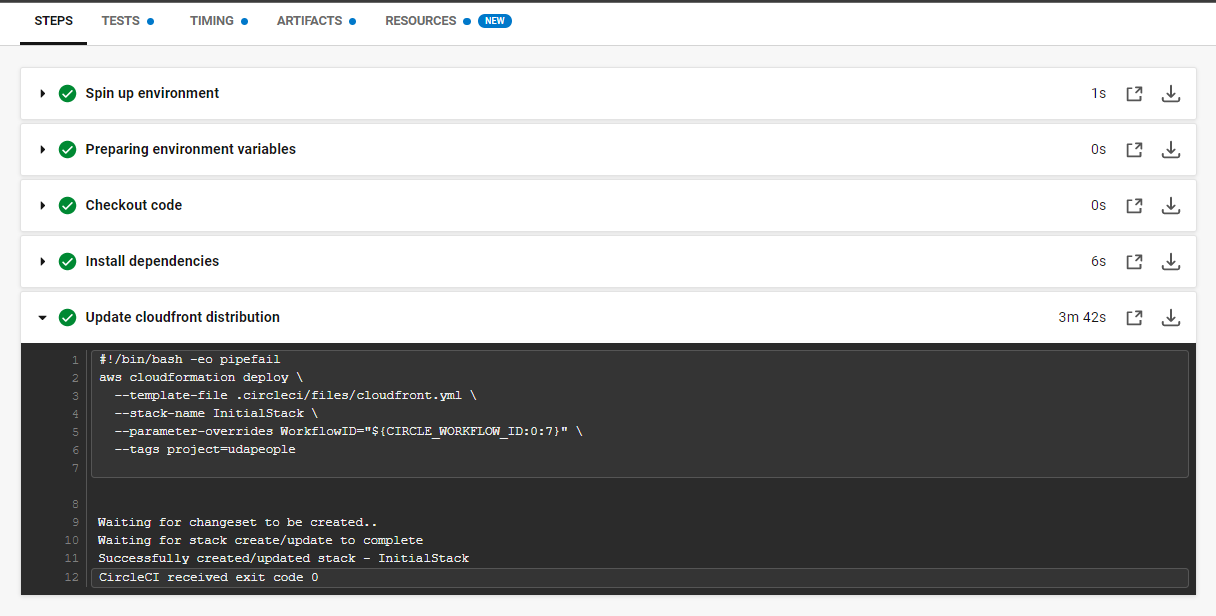 STEPS TESTS TIMING ARTIFACTS RESOURCES NEW
Spin up environment 1s
Preparing environment variables 0s
Checkout code 0s
Install dependencies 6s
Update cloudfront distribution 3m 42s
1 #!/bin/bash -eo pipefail
2 aws cloudformation deploy \
3 --template-file .circleci/files/cloudfront.yml \
4 --stack-name InitialStack \
5 --parameter-overrides WorkflowID="${CIRCLE_WORKFLOW_ID:0:7}" \
6 --tags project=udapeople
7
8
9 Waiting for changeset to be created..
10 Waiting for stack create/update to complete
11 Successfully created/updated stack - InitialStack
12 CircleCI received exit code 0